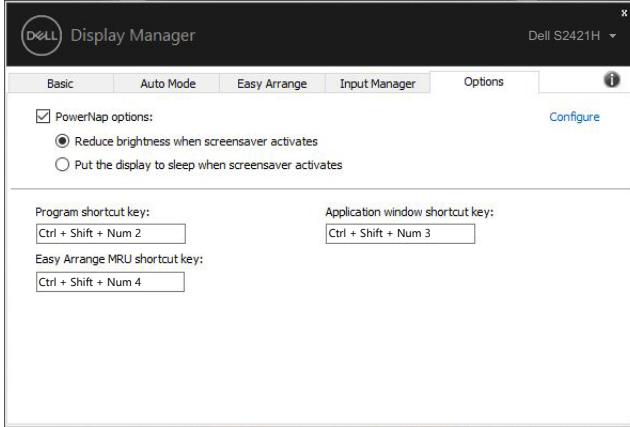 DELL Display Manager
x
Dell S2421H
Basic Auto Mode Easy Arrange Input Manager Options i
PowerNap options: Configure
Reduce brightness when screensaver activates
Put the display to sleep when screensaver activates
Program shortcut key: Application window shortcut key:
Ctrl + Shift + Num 2 Ctrl + Shift + Num 3
Easy Arrange MRU shortcut key:
Ctrl + Shift + Num 4